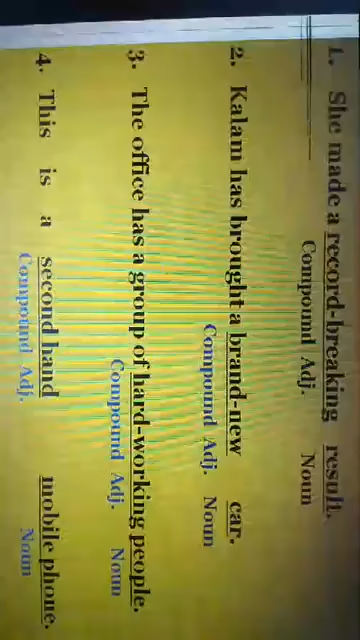 1. She made a record-breaking result.
Compound Adj. Noun
2. Kalam has brought a brand-new car.
Compound Adj. Noun
3. The office has a group of hard-working people.
Compound Adj. Noun
4. This is a second hand mobile phone.
Compound Adj. Noun